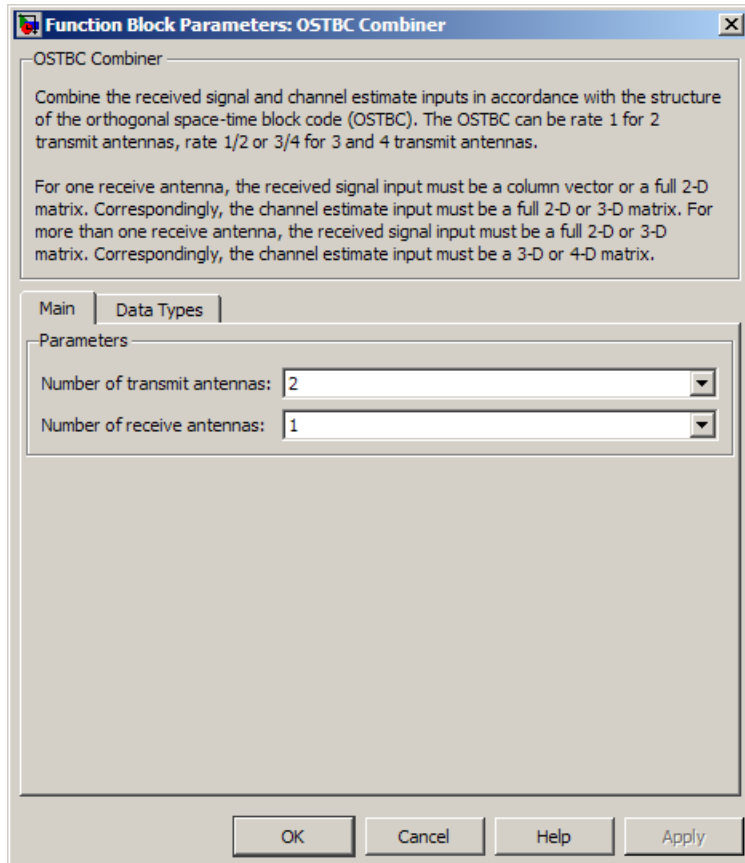 Function Block Parameters: OSTBC Combiner
OSTBC Combiner
Combine the received signal and channel estimate inputs in accordance with the structure
of the orthogonal space-time block code (OSTBC). The OSTBC can be rate 1 for 2
transmit antennas, rate 1/2 or 3/4 for 3 and 4 transmit antennas.
For one receive antenna, the received signal input must be a column vector or a full 2-D
matrix. Correspondingly, the channel estimate input must be a full 2-D or 3-D matrix. For
more than one receive antenna, the received signal input must be a full 2-D or 3-D
matrix. Correspondingly, the channel estimate input must be a 3-D or 4-D matrix.
Main Data Types
Parameters
Number of transmit antennas: 2
Number of receive antennas: 1
OK Cancel Help Apply